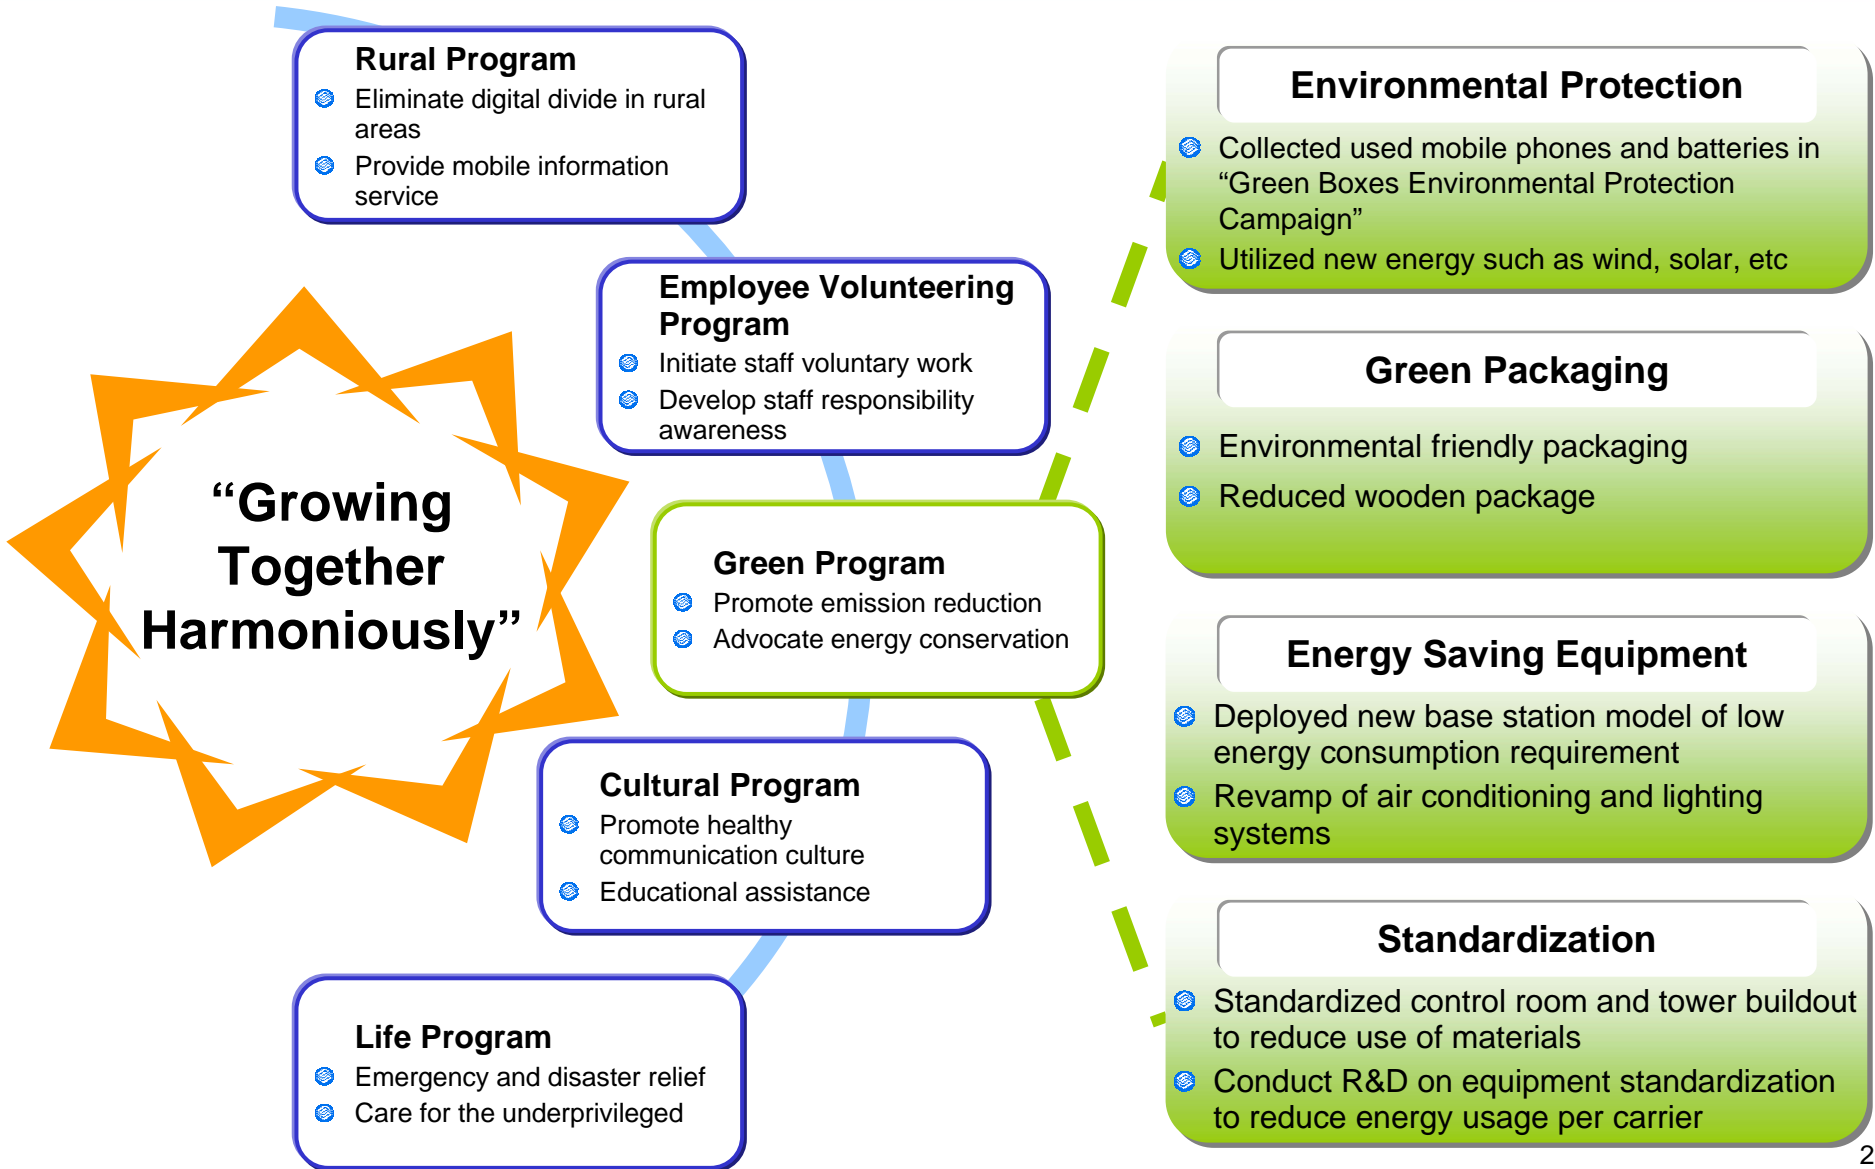 Rural Program
Eliminate digital divide in rural
areas
Provide mobile information
service
Employee Volunteering
Program
Initiate staff voluntary work
Develop staff responsibility
awareness
“Growing
Together
Harmoniously”
Green Program
Promote emission reduction
Advocate energy conservation
Cultural Program
Promote healthy
communication culture
Educational assistance
Life Program
Emergency and disaster relief
Care for the underprivileged
Environmental Protection
Collected used mobile phones and batteries in
“Green Boxes Environmental Protection
Campaign”
Utilized new energy such as wind, solar, etc
Green Packaging
Environmental friendly packaging
Reduced wooden package
Energy Saving Equipment
Deployed new base station model of low
energy consumption requirement
Revamp of air conditioning and lighting
systems
Standardization
Standardized control room and tower buildout
to reduce use of materials
Conduct R&D on equipment standardization
to reduce energy usage per carrier
2